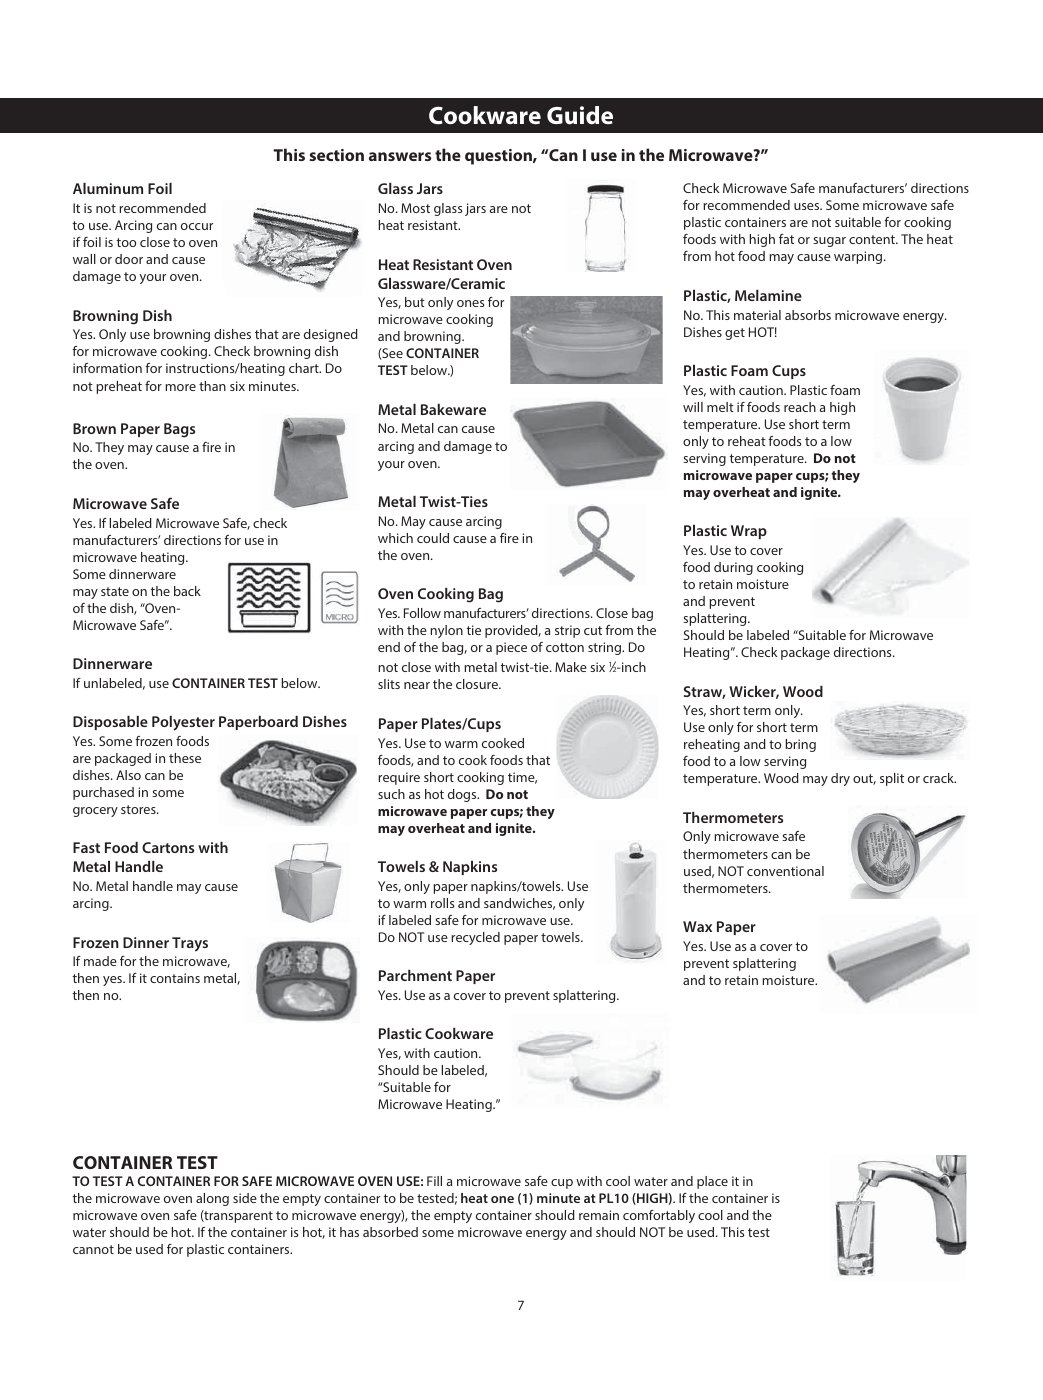 Cookware Guide
This section answers the question, “Can I use in the Microwave?”
Aluminum Foil
It is not recommended
to use. Arcing can occur
if foil is too close to oven
wall or door and cause
damage to your oven.
Browning Dish
Yes. Only use browning dishes that are designed
for microwave cooking. Check browning dish
information for instructions/heating chart. Do
not preheat for more than six minutes.
Brown Paper Bags
No. They may cause a fire in
the oven.
Microwave Safe
Yes. If labeled Microwave Safe, check
manufacturers’ directions for use in
microwave heating.
Some dinnerware
may state on the back
of the dish, “Oven-
Microwave Safe”.
MICRO
Dinnerware
If unlabeled, use CONTAINER TEST below.
Disposable Polyester Paperboard Dishes
Yes. Some frozen foods
are packaged in these
dishes. Also can be
purchased in some
grocery stores.
Fast Food Cartons with
Metal Handle
No. Metal handle may cause
arcing.
Frozen Dinner Trays
If made for the microwave,
then yes. If it contains metal,
then no.
Glass Jars
No. Most glass jars are not
heat resistant.
Heat Resistant Oven
Glassware/Ceramic
Yes, but only ones for
microwave cooking
and browning.
(See CONTAINER
TEST below.)
Metal Bakeware
No. Metal can cause
arcing and damage to
your oven.
Metal Twist-Ties
No. May cause arcing
which could cause a fire in
the oven.
Oven Cooking Bag
Yes. Follow manufacturers’ directions. Close bag
with the nylon tie provided, a strip cut from the
end of the bag, or a piece of cotton string. Do
not close with metal twist-tie. Make six ½-inch
slits near the closure.
Paper Plates/Cups
Yes. Use to warm cooked
foods, and to cook foods that
require short cooking time,
such as hot dogs. Do not
microwave paper cups; they
may overheat and ignite.
Towels & Napkins
Yes, only paper napkins/towels. Use
to warm rolls and sandwiches, only
if labeled safe for microwave use.
Do NOT use recycled paper towels.
Parchment Paper
Yes. Use as a cover to prevent splattering.
Plastic Cookware
Yes, with caution.
Should be labeled,
“Suitable for
Microwave Heating.”
Check Microwave Safe manufacturers’ directions
for recommended uses. Some microwave safe
plastic containers are not suitable for cooking
foods with high fat or sugar content. The heat
from hot food may cause warping.
Plastic, Melamine
No. This material absorbs microwave energy.
Dishes get HOT!
Plastic Foam Cups
Yes, with caution. Plastic foam
will melt if foods reach a high
temperature. Use short term
only to reheat foods to a low
serving temperature. Do not
microwave paper cups; they
may overheat and ignite.
Plastic Wrap
Yes. Use to cover
food during cooking
to retain moisture
and prevent
splattering.
Should be labeled “Suitable for Microwave
Heating”. Check package directions.
Straw, Wicker, Wood
Yes, short term only.
Use only for short term
reheating and to bring
food to a low serving
temperature. Wood may dry out, split or crack.
Thermometers
Only microwave safe
thermometers can be
used, NOT conventional
thermometers.
Wax Paper
Yes. Use as a cover to
prevent splattering
and to retain moisture.
CONTAINER TEST
TO TEST A CONTAINER FOR SAFE MICROWAVE OVEN USE: Fill a microwave safe cup with cool water and place it in
the microwave oven along side the empty container to be tested; heat one (1) minute at PL10 (HIGH). If the container is
microwave oven safe (transparent to microwave energy), the empty container should remain comfortably cool and the
water should be hot. If the container is hot, it has absorbed some microwave energy and should NOT be used. This test
cannot be used for plastic containers.
7